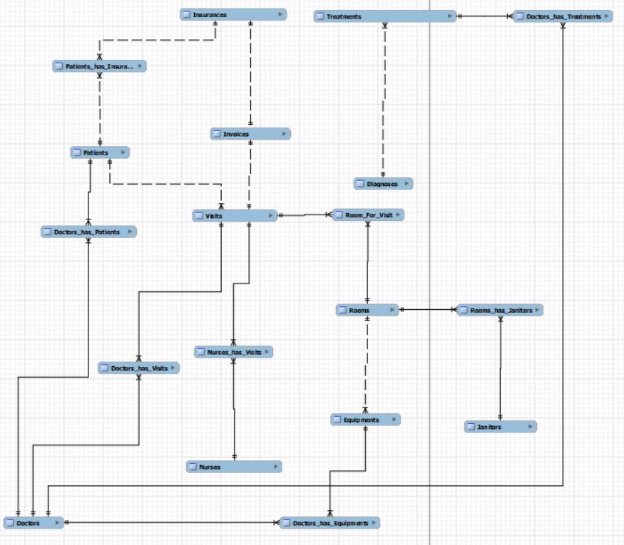 Insurances
Treatments
Doctors_has_Treatments
Patients_has_Insura...
Invoices
Patients
Diagnoses
Visits
Room_For_Visit
Doctors_has_Patients
Rooms
Rooms_has_Janitors
Nurses_has_Visits
Doctors_has_Visits
Equipments
Janitors
Nurses
Doctors
Doctors_has_Equipments